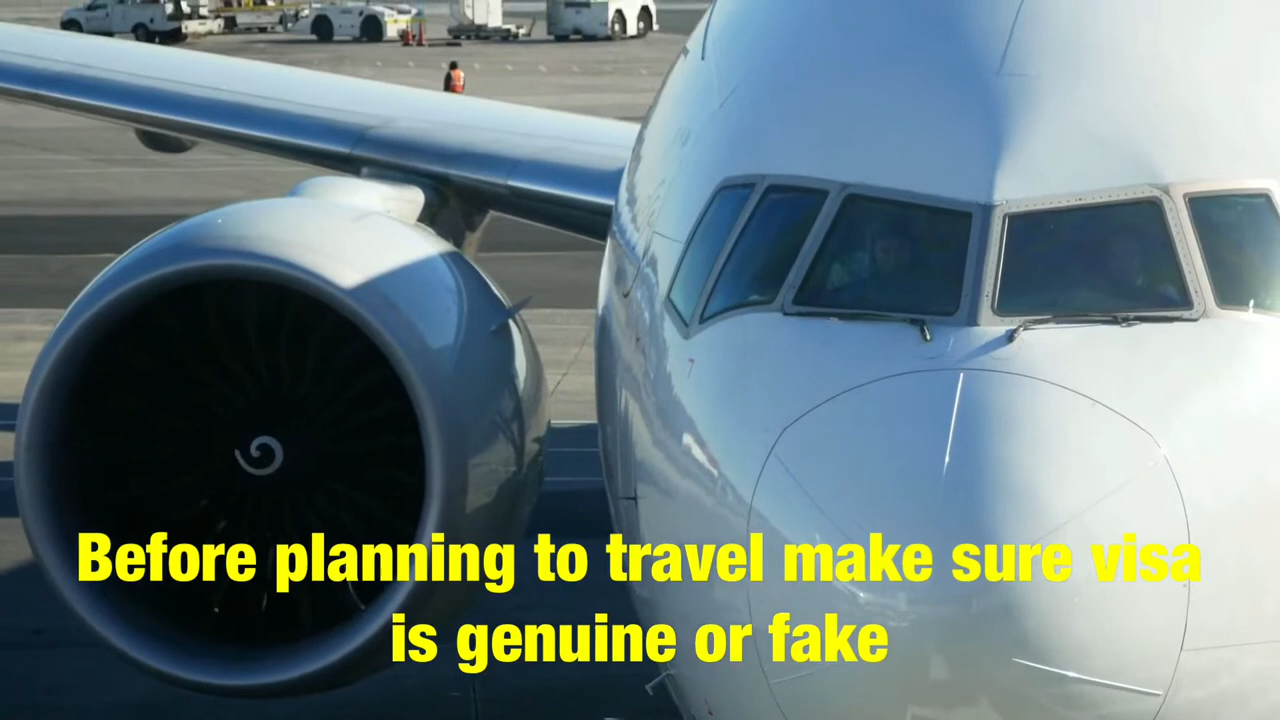 Before planning to travel make sure visa
is genuine or fake